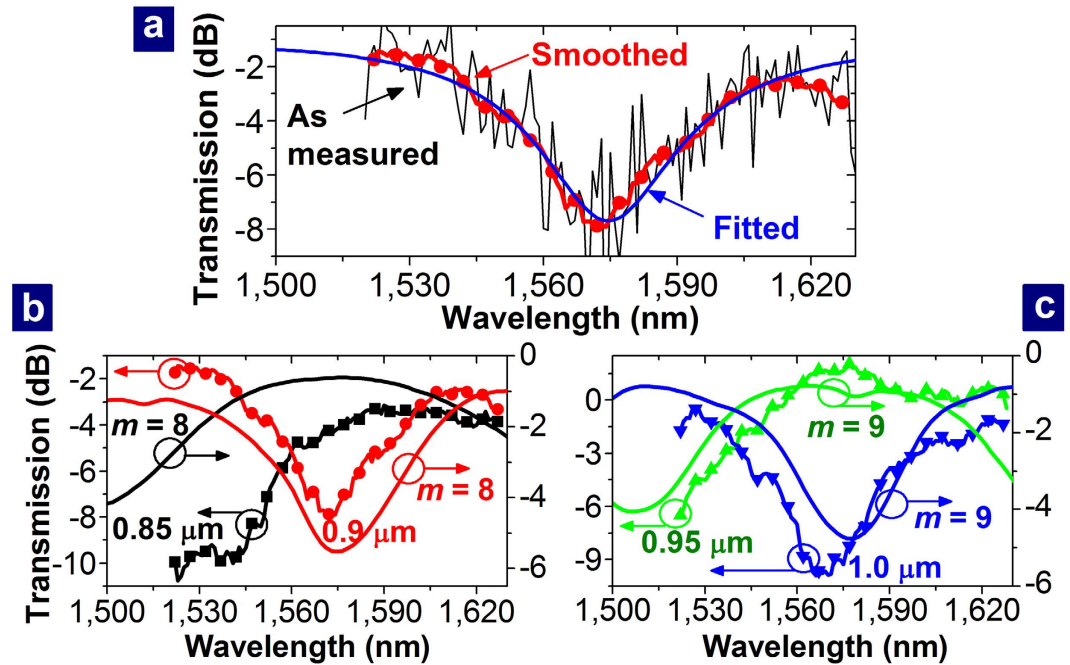 a
Transmission (dB)
-2
-4
-6
-8
Smoothed
As
measured
Fitted
1,500
1,530
1,560
1,590
1,620
Wavelength (nm)
b
Transmission (dB)
-2
-4
-6
-8
-10
0
-2
-4
-6
m = 8
m = 8
0.85 μm
0.9 μm
1,500
1,530
1,560
1,590
1,620
Wavelength (nm)
c
0
-3
-6
-9
0
-2
-4
-6
m = 9
m = 9
0.95 μm
1.0 μm
1,500
1,530
1,560
1,590
1,620
Wavelength (nm)